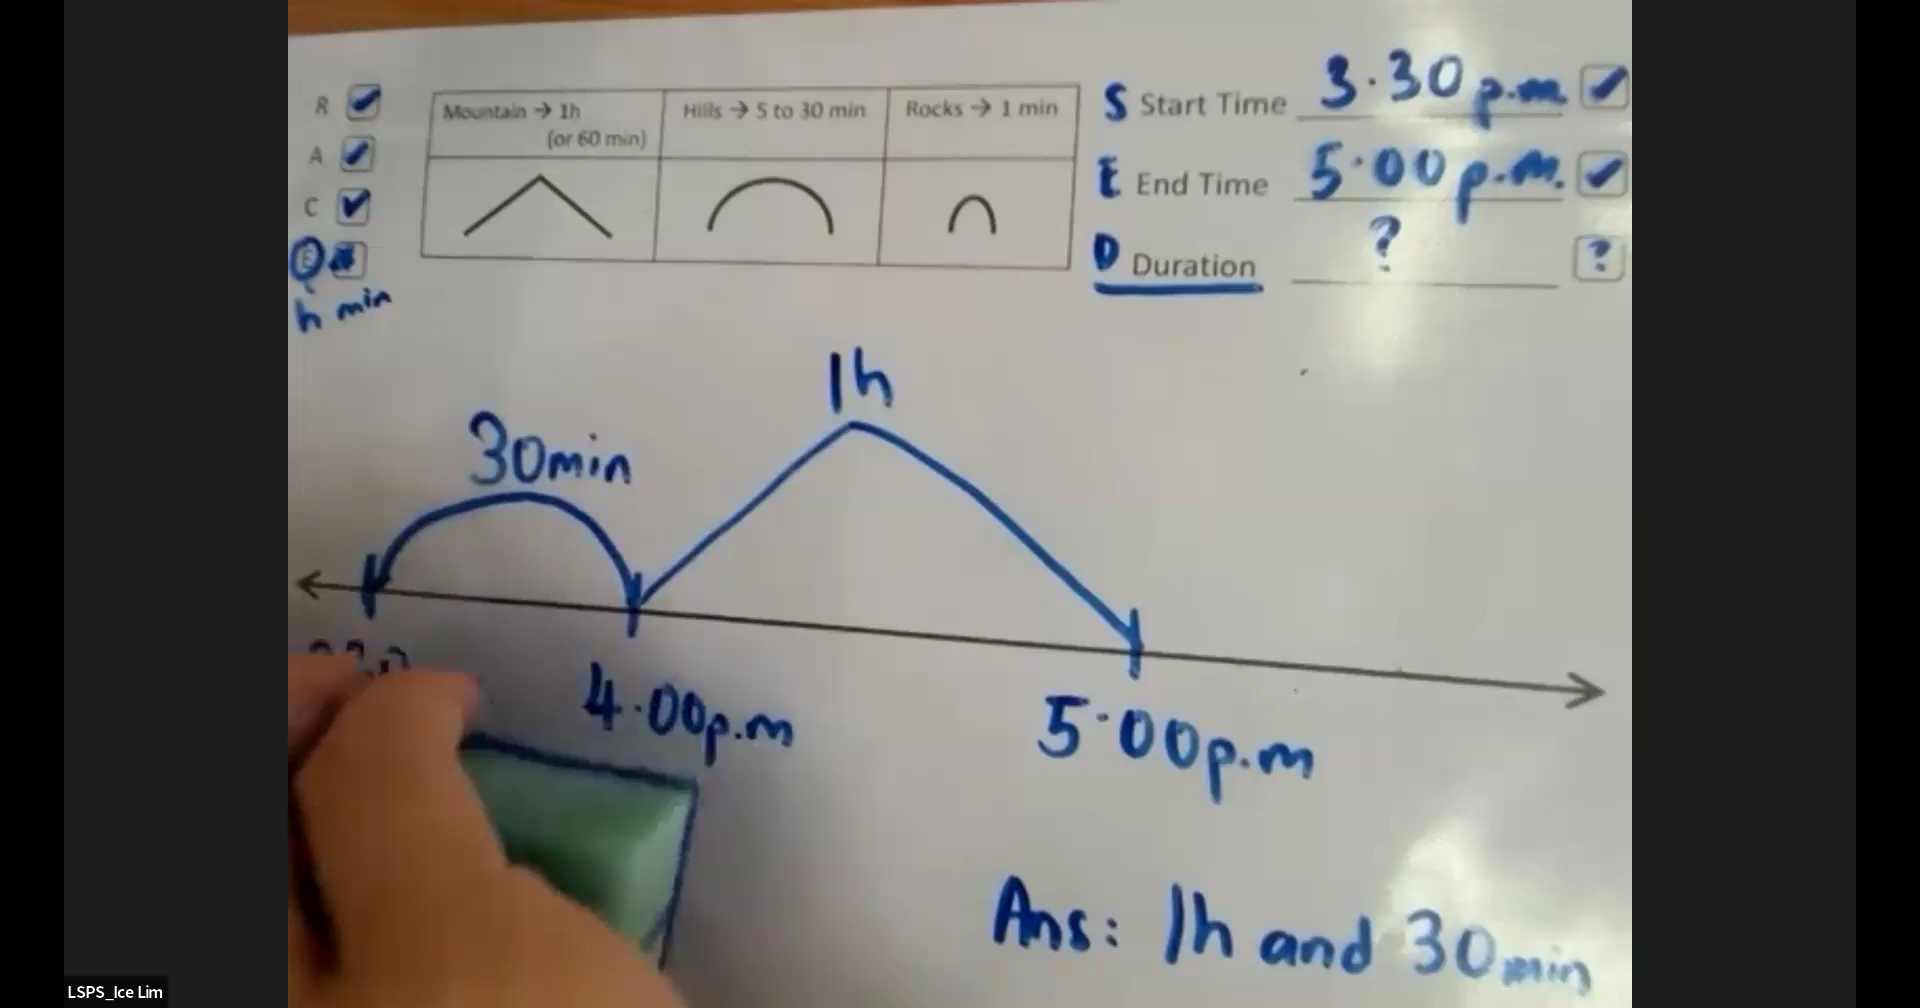 R
A
C
E
h min
Mountain → 1h
(or 60 min)
Hills → 5 to 30 min
Rocks → 1 min
S Start Time 3.30 p.m.
E End Time 5.00 p.m.
D Duration ? ?
1h
30min
4.00p.m
5.00p.m
Ans: 1h and 30min
LSPS_Ice Lim